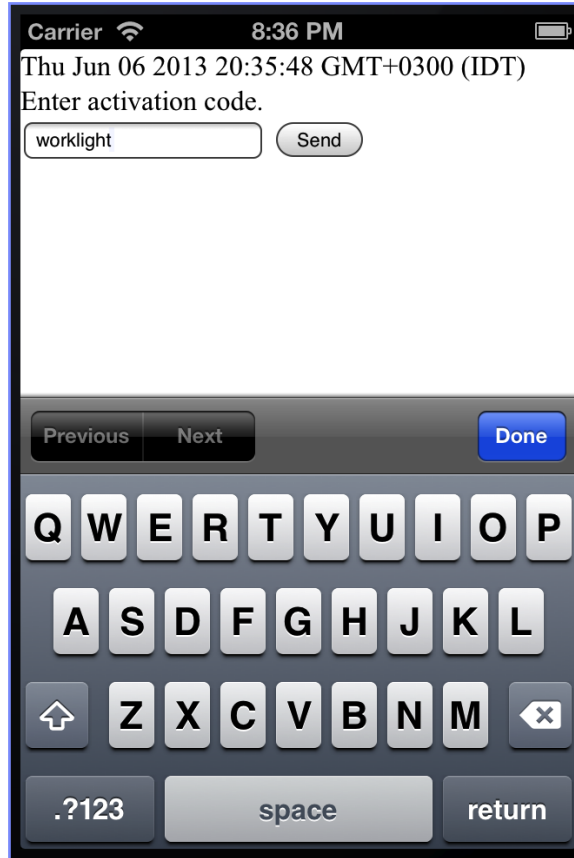 Carrier 8:36 PM
Thu Jun 06 2013 20:35:48 GMT+0300 (IDT)
Enter activation code.
worklight Send
Previous Next Done
Q W E R T Y U I O P
A S D F G H J K L
Z X C V B N M
.?123 space return